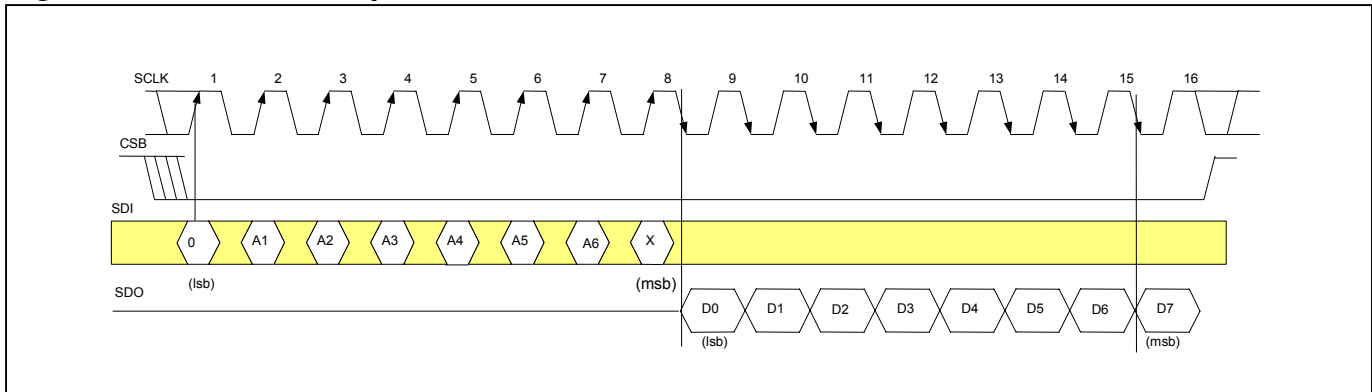 SCLK 1 2 3 4 5 6 7 8 9 10 11 12 13 14 15 16
CSB
SDI
0 A1 A2 A3 A4 A5 A6 X
(lsb) (msb)
SDO
D0 D1 D2 D3 D4 D5 D6 D7
(lsb) (msb)